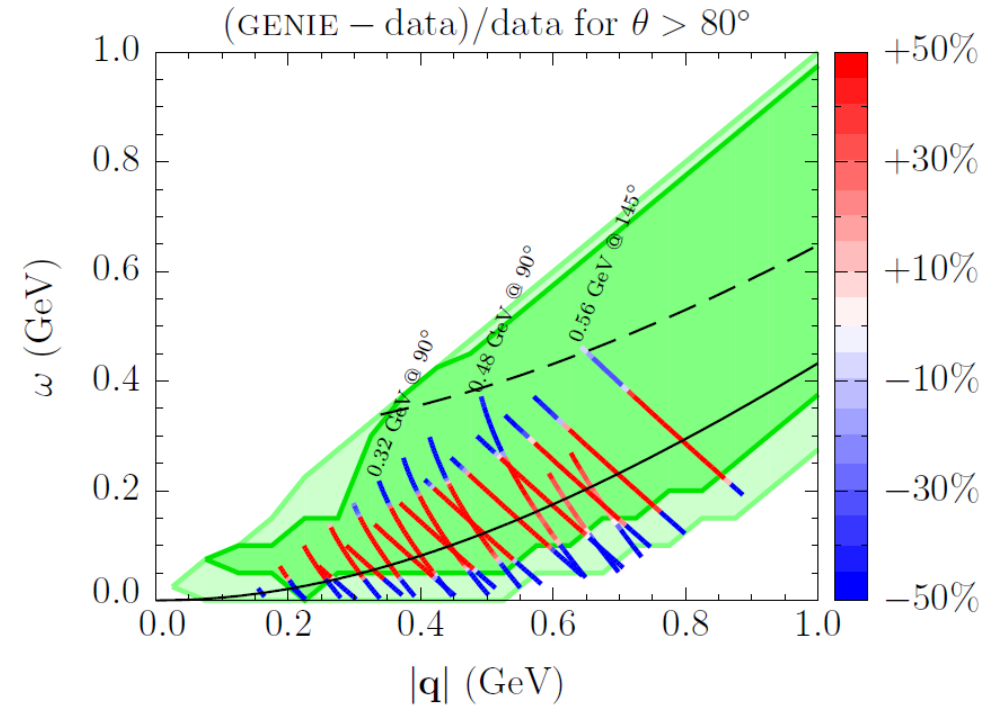 (GENIE − data)/data for θ > 80°
1.0
0.8
0.6
0.4
0.2
0.0
ω (GeV)
0.32 GeV @ 90°
0.48 GeV @ 90°
0.56 GeV @ 145°
+50%
+30%
+10%
−10%
−30%
−50%
0.0 0.2 0.4 0.6 0.8 1.0
|q| (GeV)